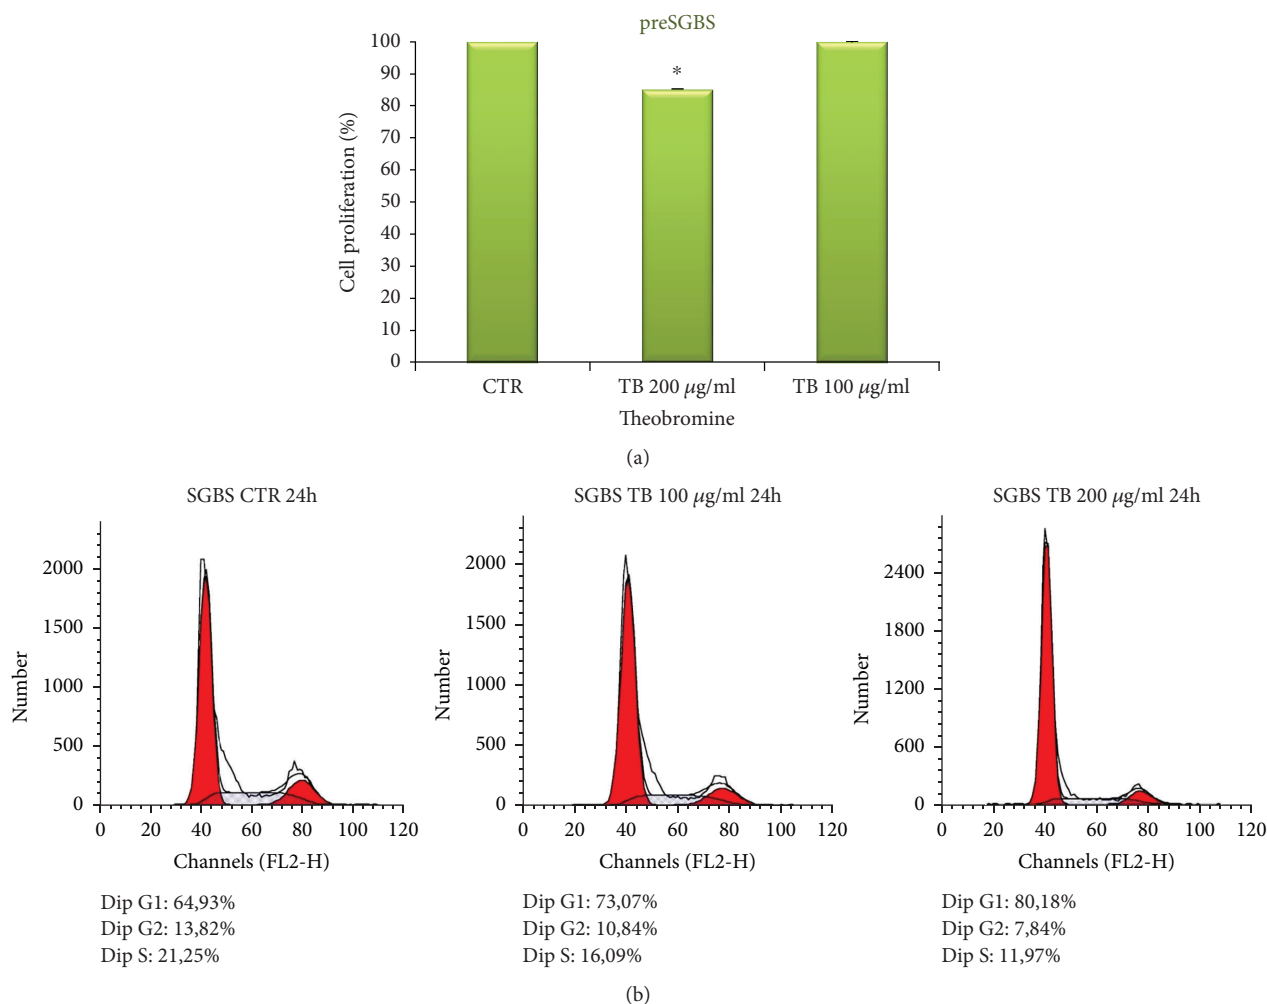 preSGBS
100
90
80
70
60
50
40
30
20
10
0
Cell proliferation (%)
*
CTR
TB 200 μg/ml
TB 100 μg/ml
Theobromine
(a)
SGBS CTR 24h
2000
1500
1000
500
0
Number
0 20 40 60 80 100 120
Channels (FL2-H)
Dip G1: 64,93%
Dip G2: 13,82%
Dip S: 21,25%
SGBS TB 100 μg/ml 24h
2000
1500
1000
500
0
Number
0 20 40 60 80 100 120
Channels (FL2-H)
Dip G1: 73,07%
Dip G2: 10,84%
Dip S: 16,09%
SGBS TB 200 μg/ml 24h
2400
1800
1200
600
0
Number
0 20 40 60 80 100 120
Channels (FL2-H)
Dip G1: 80,18%
Dip G2: 7,84%
Dip S: 11,97%
(b)